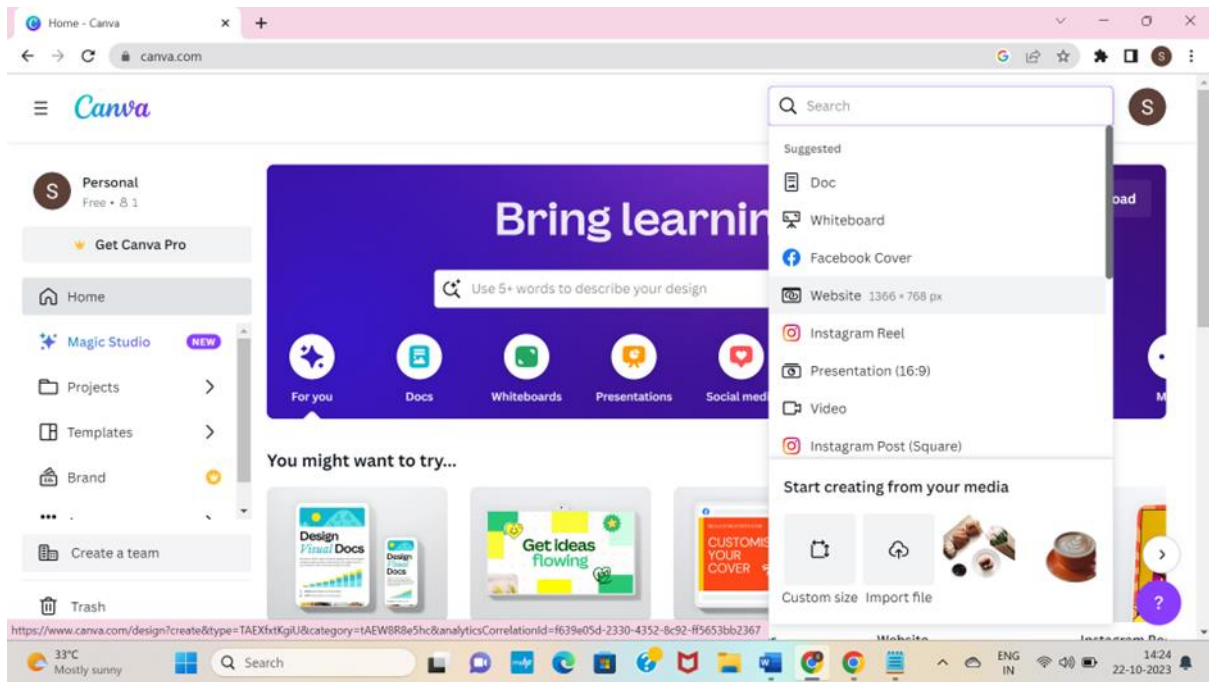 Home - Canva
canva.com
S
Canva
Search
S
Suggested
Doc
Whiteboard
Facebook Cover
Website 1366 × 768 px
Instagram Reel
Presentation (16:9)
Video
Instagram Post (Square)
Start creating from your media
Custom size Import file
S
Personal
Free • 1
Get Canva Pro
Home
Magic Studio NEW
Projects
Templates
Brand
Create a team
Trash
Bring learnin
oad
Use 5+ words to describe your design
For you Docs Whiteboards Presentations Social med M
You might want to try...
Design
Visual Docs
Design
Visual
Docs
Get ideas
flowing
CUSTOMIS
YOUR
COVER
?
Website
https://www.canva.com/design?create&type=TAEXfxtKgiU&category=tAEW8R8e5hc&analyticsCorrelationId=f639e05d-2330-4352-8c92-ff5653bb2367
33°C
Mostly sunny
Search
ENG
IN
14:24
22-10-2023